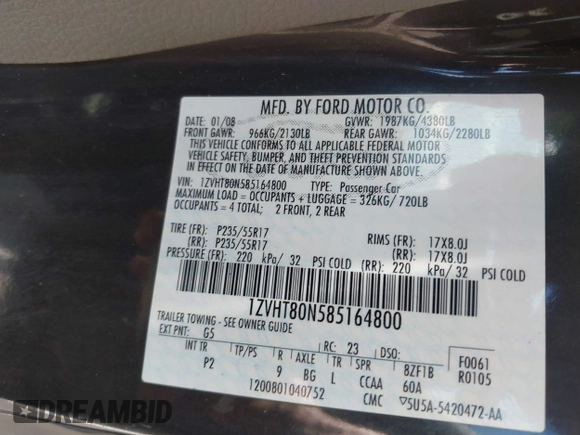 MFD. BY FORD MOTOR CO.
DATE: 01/08 GVWR: 1987KG/4380LB
FRONT GAWR: 966KG/2130LB REAR GAWR: 1034KG/2280LB
THIS VEHICLE CONFORMS TO ALL APPLICABLE FEDERAL MOTOR
VEHICLE SAFETY, BUMPER, AND THEFT PREVENTION STANDARDS
IN EFFECT ON THE DATE OF MANUFACTURE SHOWN ABOVE.
VIN: 1ZVHT80N585164800 TYPE: Passenger Car
MAXIMUM LOAD = OCCUPANTS + LUGGAGE = 326KG/720LB
OCCUPANTS = 4 TOTAL; 2 FRONT, 2 REAR
TIRE (FR): P235/55R17 RIMS (FR): 17X8.0J
(RR): P235/55R17 (RR): 17X8.0J
PRESSURE (FR): 220 kPa/ 32 PSI COLD (RR): 220 kPa/ 32 PSI COLD
1ZVHT80N585164800
TRAILER TOWING - SEE OWNER GUIDE
EXT PNT: G5 RC: 23 DSO: F0061
TP/PS R TR SPR 8ZF1B R0105
P2 9 BG L CCAA 60A
1200801040752 CMC ▽5U5A-5420472-AA
DREAMBID